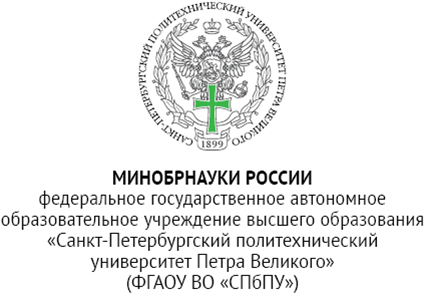 САНКТ-ПЕТЕРБУРГСКИЙ ПОЛИТЕХНИЧЕСКИЙ УНИВЕРСИТЕТ ПЕТРА ВЕЛИКОГО
1899
МИНОБРНАУКИ РОССИИ
федеральное государственное автономное
образовательное учреждение высшего образования
«Санкт-Петербургский политехнический
университет Петра Великого»
(ФГАОУ ВО «СПбПУ»)